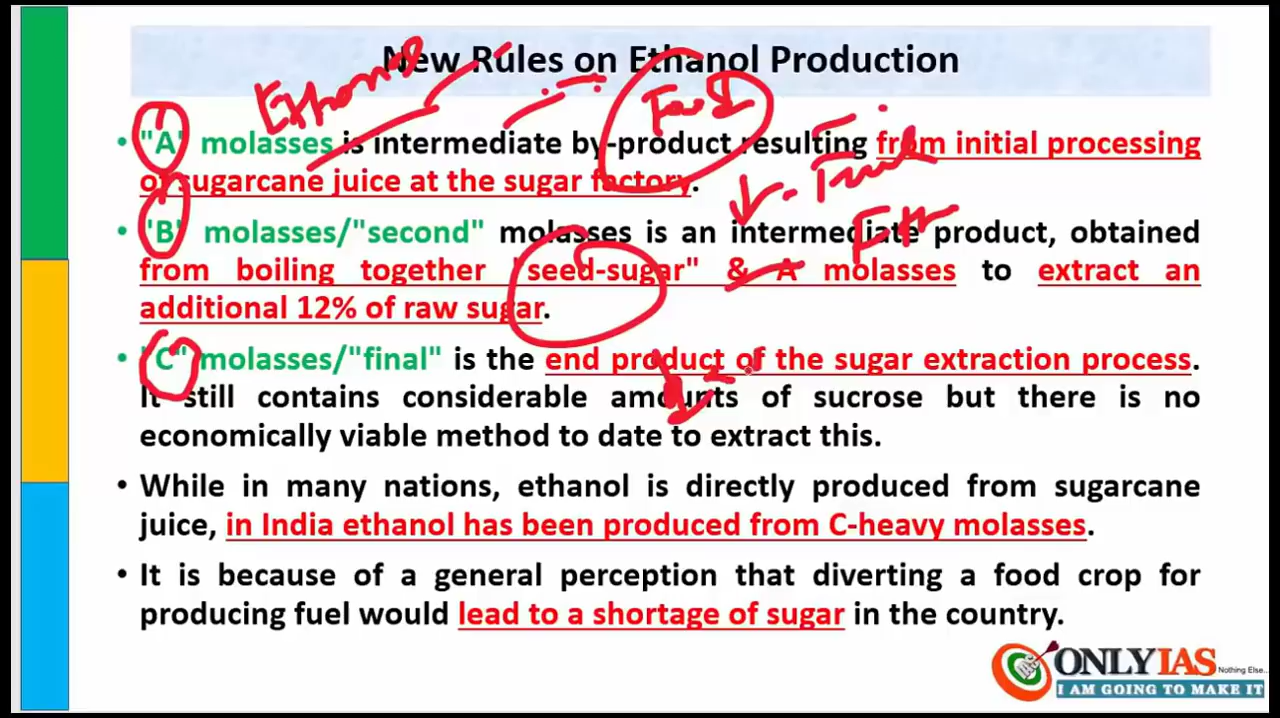 New Rules on Ethanol Production
• "A" molasses is intermediate by-product resulting from initial processing
of sugarcane juice at the sugar factory.
• "B" molasses/"second" molasses is an intermediate product, obtained
from boiling together "seed-sugar" & A molasses to extract an
additional 12% of raw sugar.
• "C" molasses/"final" is the end product of the sugar extraction process.
It still contains considerable amounts of sucrose but there is no
economically viable method to date to extract this.
• While in many nations, ethanol is directly produced from sugarcane
juice, in India ethanol has been produced from C-heavy molasses.
• It is because of a general perception that diverting a food crop for
producing fuel would lead to a shortage of sugar in the country.
ONLYIAS
Nothing Else..
I AM GOING TO MAKE IT